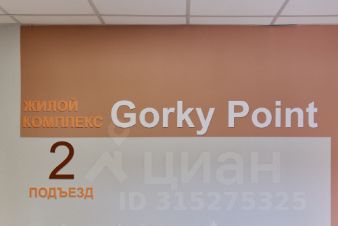 ЖИЛОЙ
КОМПЛЕКС
Gorky Point
2
ПОДЪЕЗД
циан
ID 315275325